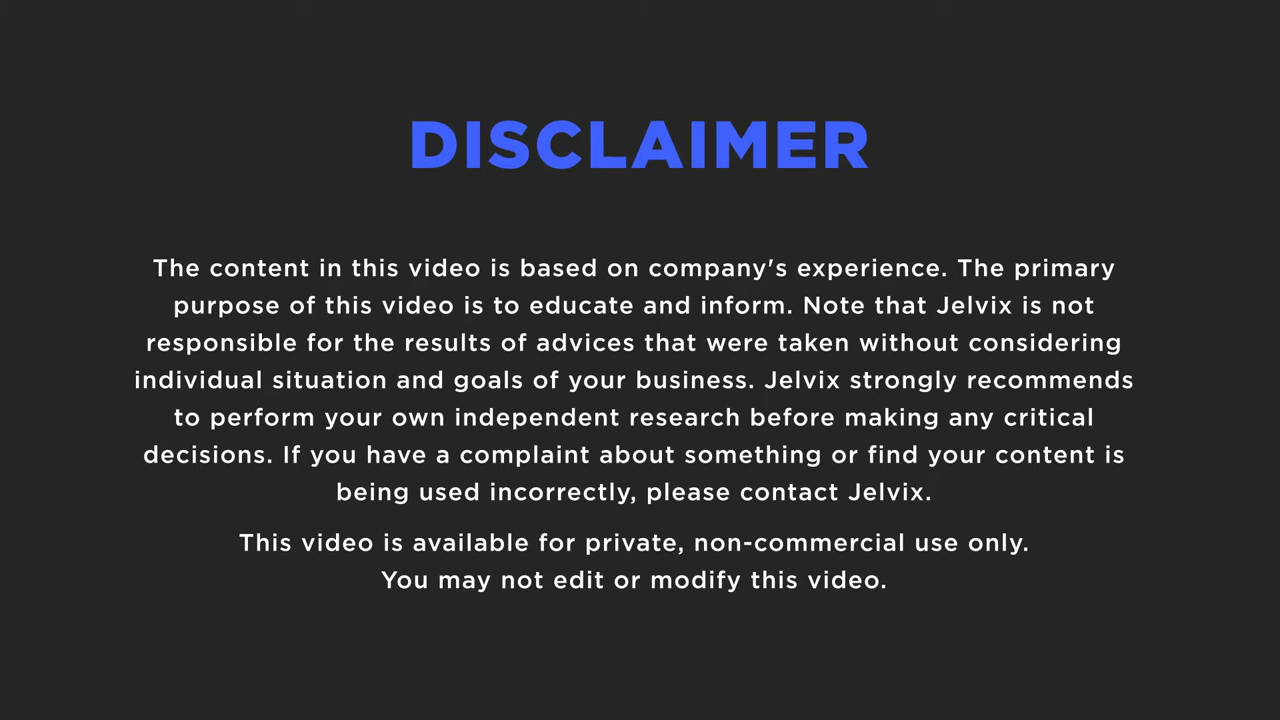 DISCLAIMER
The content in this video is based on company's experience. The primary
purpose of this video is to educate and inform. Note that Jelvix is not
responsible for the results of advices that were taken without considering
individual situation and goals of your business. Jelvix strongly recommends
to perform your own independent research before making any critical
decisions. If you have a complaint about something or find your content is
being used incorrectly, please contact Jelvix.
This video is available for private, non-commercial use only.
You may not edit or modify this video.